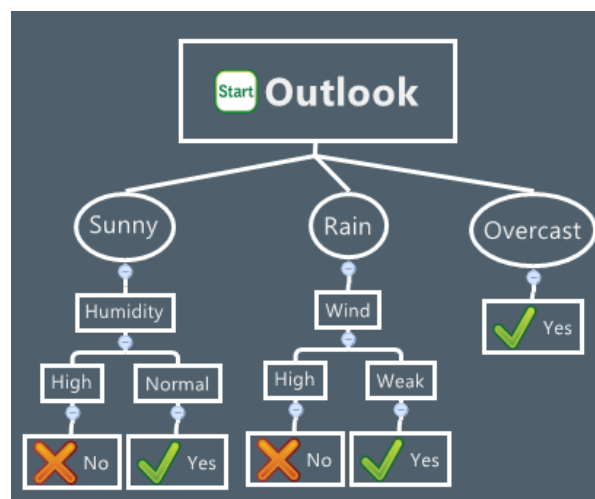 Start Outlook
Sunny
Rain
Overcast
Humidity
Wind
Yes
High
Normal
High
Weak
No
Yes
No
Yes